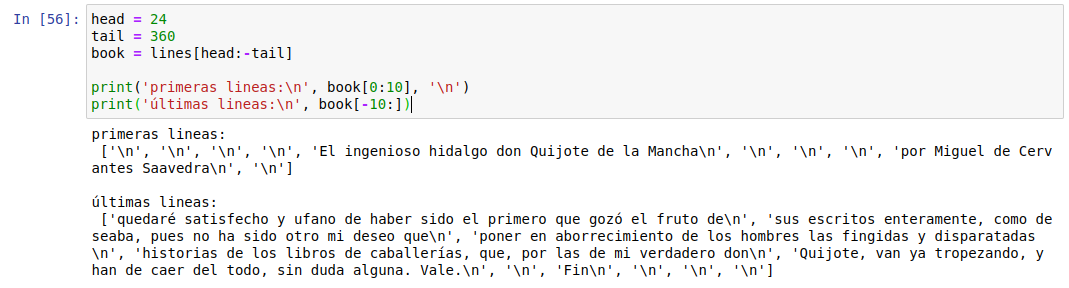 In [56]: head = 24
tail = 360
book = lines[head:-tail]
print('primeras lineas:\n', book[0:10], '\n')
print('últimas lineas:\n', book[-10:])
primeras lineas:
['\n', '\n', '\n', '\n', 'El ingenioso hidalgo don Quijote de la Mancha\n', '\n', '\n', '\n', 'por Miguel de Cerv
antes Saavedra\n', '\n']
últimas lineas:
['quedaré satisfecho y ufano de haber sido el primero que gozó el fruto de\n', 'sus escritos enteramente, como de
seaba, pues no ha sido otro mi deseo que\n', 'poner en aborrecimiento de los hombres las fingidas y disparatadas
\n', 'historias de los libros de caballerías, que, por las de mi verdadero don\n', 'Quijote, van ya tropezando, y
han de caer del todo, sin duda alguna. Vale.\n', '\n', 'Fin\n', '\n', '\n', '\n']